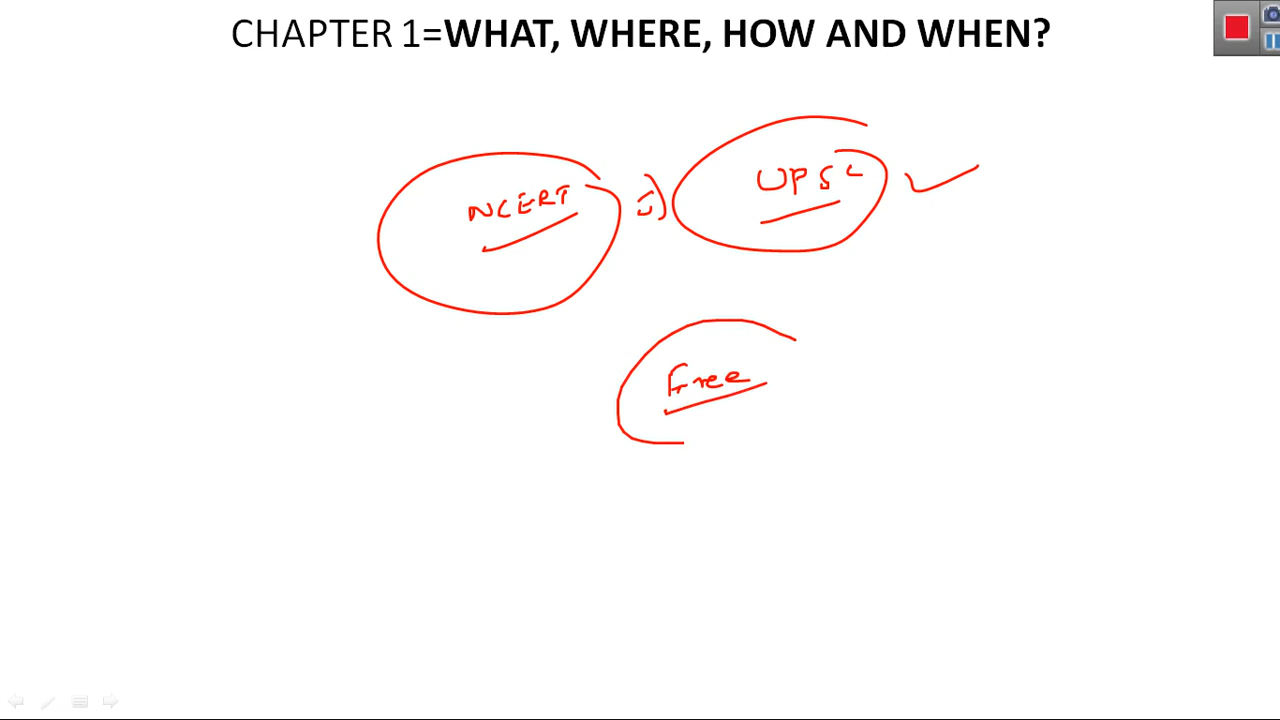 CHAPTER 1=WHAT, WHERE, HOW AND WHEN?
NCERT => UPSC
Free